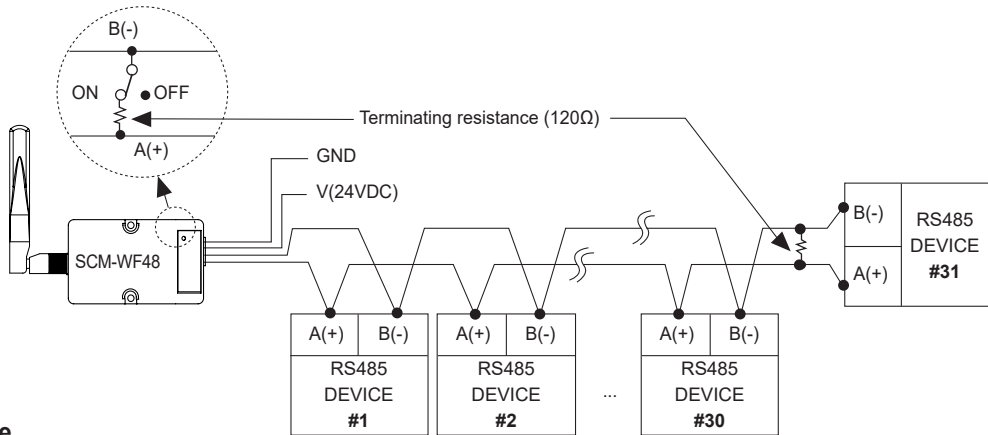 B(-)
ON
OFF
A(+)
Terminating resistance (120Ω)
GND
V(24VDC)
SCM-WF48
B(-)
A(+)
RS485
DEVICE
#31
A(+)
B(-)
RS485
DEVICE
#1
A(+)
B(-)
RS485
DEVICE
#2
...
A(+)
B(-)
RS485
DEVICE
#30